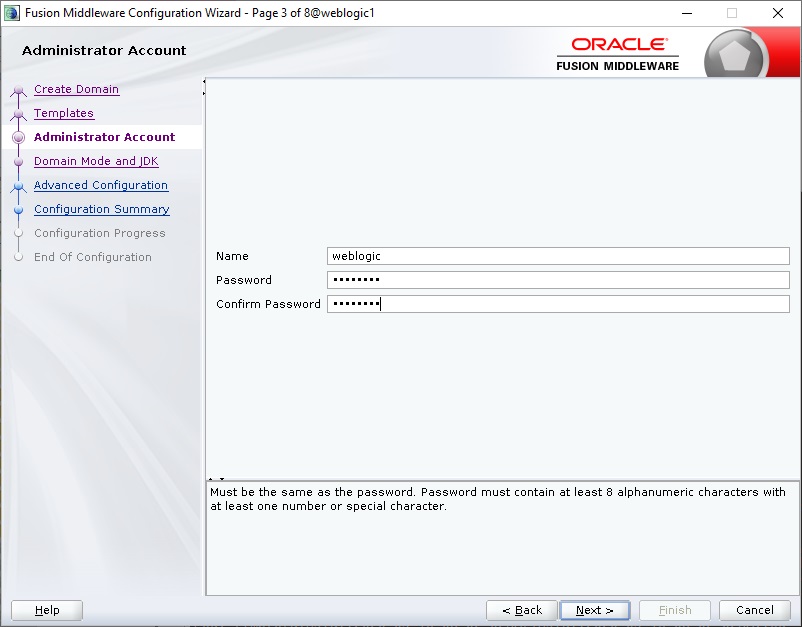 Fusion Middleware Configuration Wizard - Page 3 of 8@weblogic1
Administrator Account
ORACLE
FUSION MIDDLEWARE
Create Domain
Templates
Administrator Account
Domain Mode and JDK
Advanced Configuration
Configuration Summary
Configuration Progress
End Of Configuration
Name weblogic
Password ••••••••
Confirm Password ••••••••
Must be the same as the password. Password must contain at least 8 alphanumeric characters with
at least one number or special character.
Help < Back Next > Finish Cancel